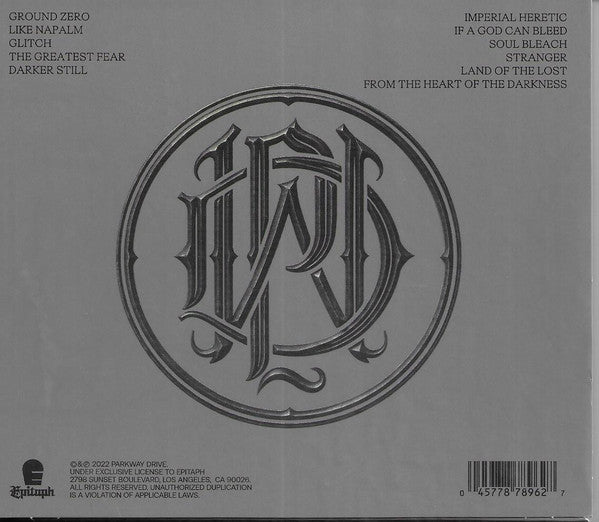 GROUND ZERO
LIKE NAPALM
GLITCH
THE GREATEST FEAR
DARKER STILL
IMPERIAL HERETIC
IF A GOD CAN BLEED
SOUL BLEACH
STRANGER
LAND OF THE LOST
FROM THE HEART OF THE DARKNESS
PWD
Epitaph
©&℗ 2022 PARKWAY DRIVE.
UNDER EXCLUSIVE LICENSE TO EPITAPH
2798 SUNSET BOULEVARD, LOS ANGELES, CA 90026.
ALL RIGHTS RESERVED. UNAUTHORIZED DUPLICATION
IS A VIOLATION OF APPLICABLE LAWS.
0 45778 78962 7